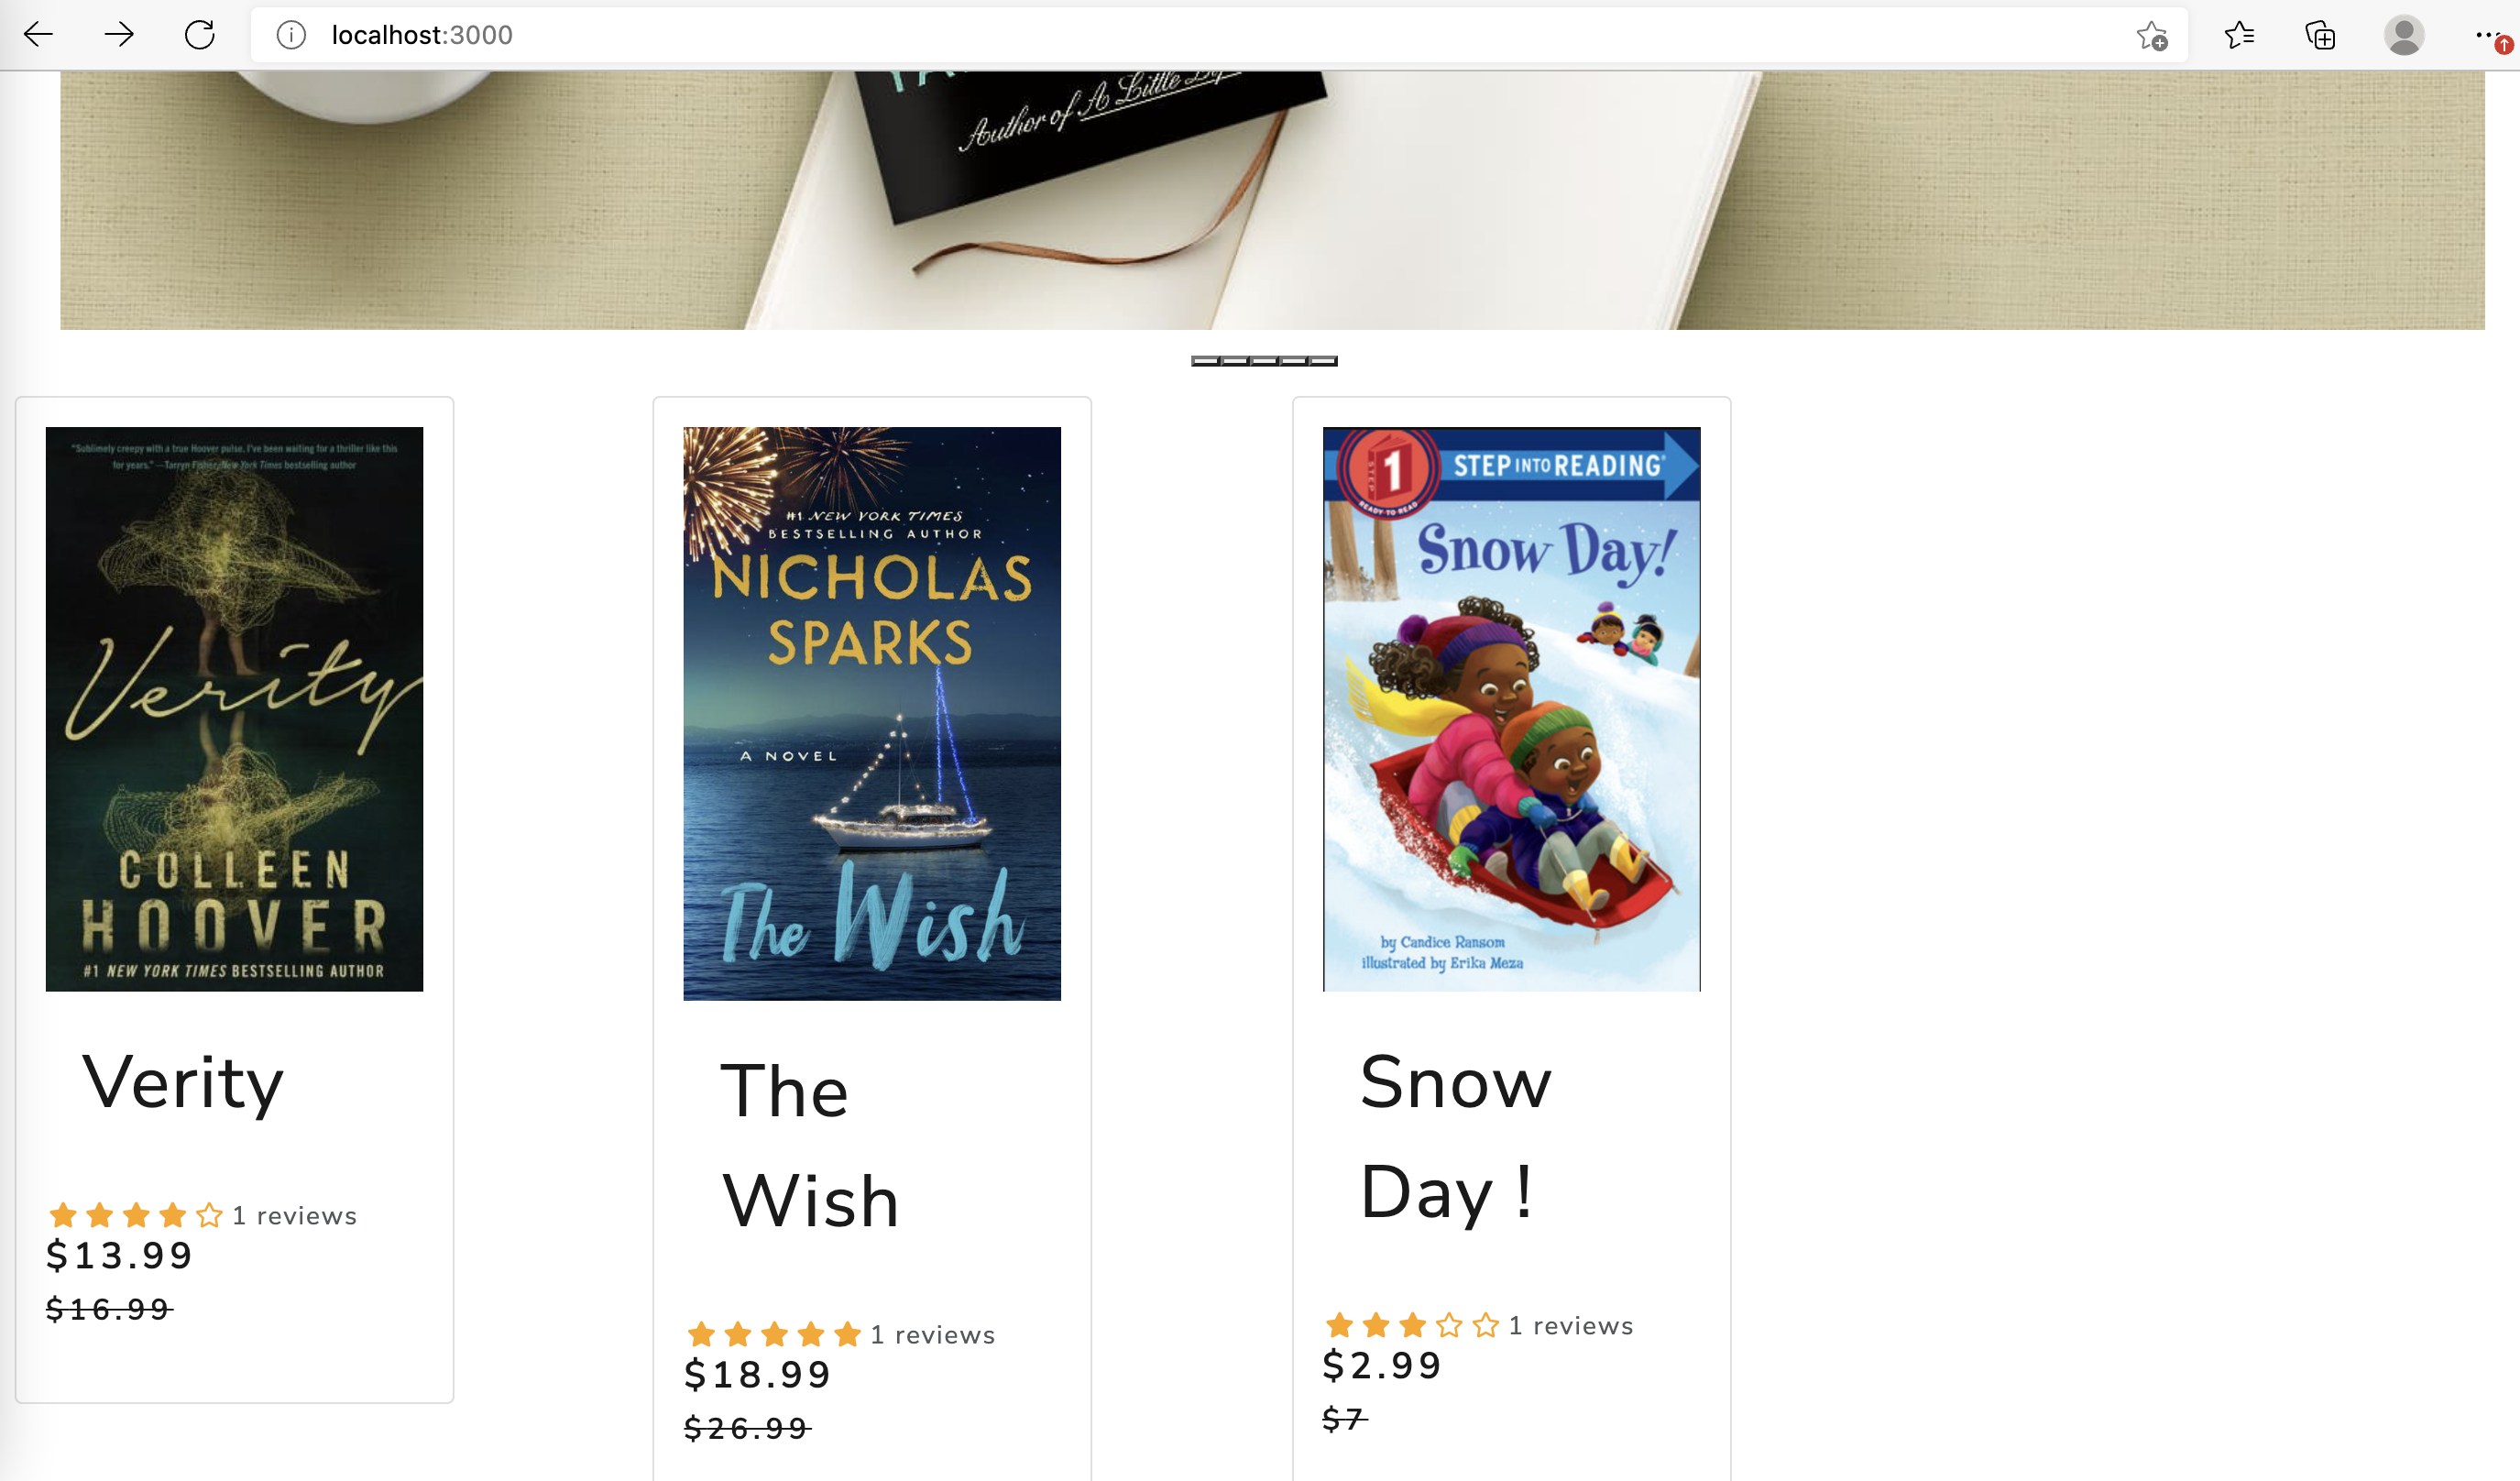 localhost:3000
Author of A Little
"Sublimely creepy with a true Hoover pulse. I've been waiting for a thriller like this
for years." —Tarryn Fisher, New York Times bestselling author
Verity
COLLEEN
HOOVER
#1 NEW YORK TIMES BESTSELLING AUTHOR
Verity
1 reviews
$13.99
$16.99
#1 NEW YORK TIMES
BESTSELLING AUTHOR
NICHOLAS
SPARKS
A NOVEL
The Wish
The
Wish
1 reviews
$18.99
$26.99
STEP 1
READY-TO-READ
STEP INTO READING®
Snow Day!
by Candice Ransom
illustrated by Erika Meza
Snow
Day !
1 reviews
$2.99
$7